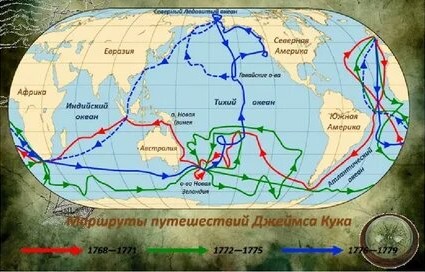 Северный Ледовитый океан
Северная
Америка
Евразия
Гавайские о-ва
Африка
Индийский
океан
Тихий океан
о. Новая
Гвинея
Южная
Америка
Австралия
Атлантический
океан
о-ва Новая
Зеландия
Маршруты путешествий Джеймса Кука
1768—1771
1772—1775
1776—1779